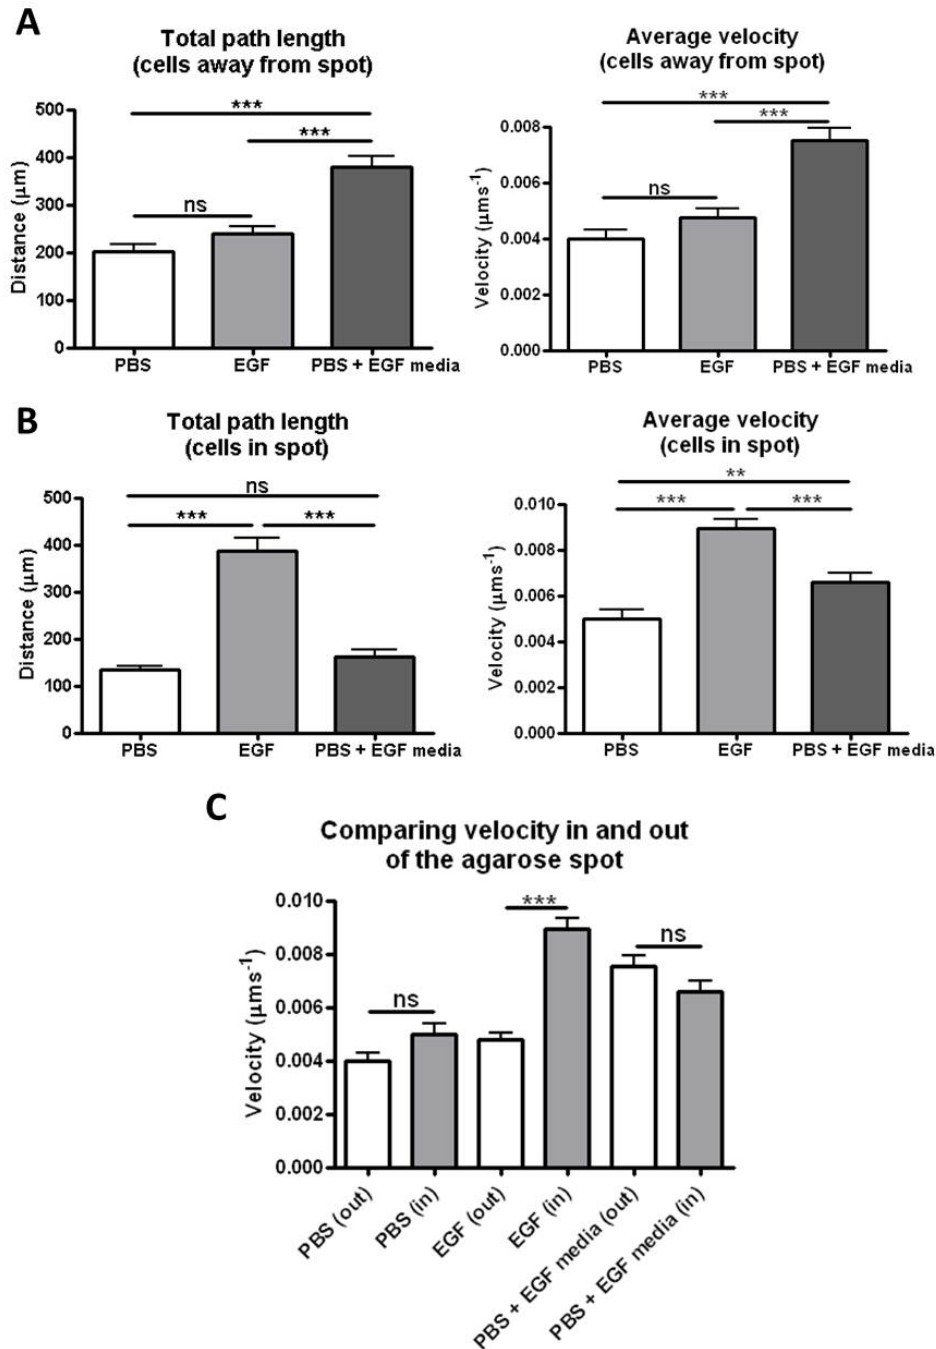 A
Total path length
(cells away from spot)
***
***
ns
500
400
300
200
100
0
Distance (μm)
PBS
EGF
PBS + EGF media
Average velocity
(cells away from spot)
***
***
ns
0.008
0.006
0.004
0.002
0.000
Velocity (μms⁻¹)
PBS
EGF
PBS + EGF media
B
Total path length
(cells in spot)
ns
***
***
500
400
300
200
100
0
Distance (μm)
PBS
EGF
PBS + EGF media
Average velocity
(cells in spot)
**
***
***
0.010
0.008
0.006
0.004
0.002
0.000
Velocity (μms⁻¹)
PBS
EGF
PBS + EGF media
C
Comparing velocity in and out
of the agarose spot
***
ns
ns
0.010
0.008
0.006
0.004
0.002
0.000
Velocity (μms⁻¹)
PBS (out)
PBS (in)
EGF (out)
EGF (in)
PBS + EGF media (out)
PBS + EGF media (in)